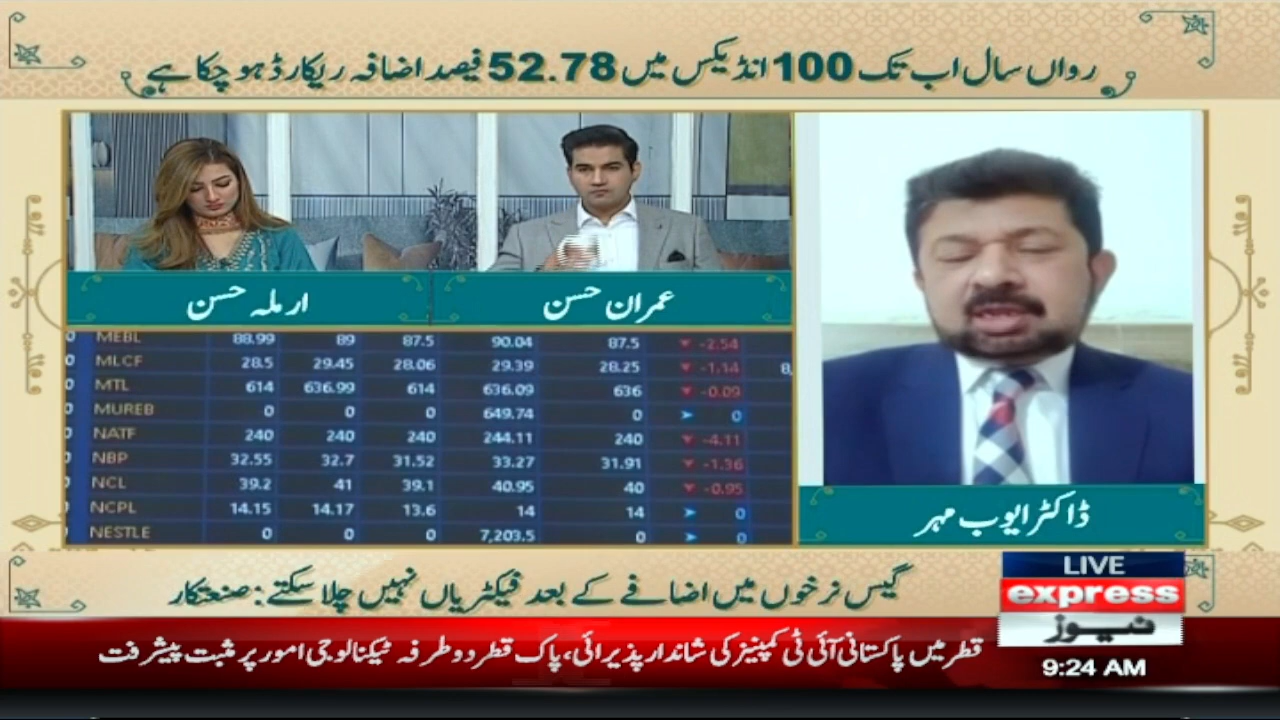 رواں سال اب تک 100 انڈیکس میں 52.78 فیصد اضافہ ریکارڈ ہو چکا ہے
ارملہ حسن
عمران حسن
MEBL 88.99 89 87.5 90.04 87.5 -2.54
MLCF 28.5 29.45 28.06 29.39 28.25 -1.14 8,
MTL 614 636.99 614 636.09 636 -0.09
MUREB 0 0 0 649.74 0 0
NATF 240 240 240 244.11 240 -4.11
NBP 32.55 32.7 31.52 33.27 31.91 -1.36
NCL 39.2 41 39.1 40.95 40 -0.95
NCPL 14.15 14.17 13.6 14 14 0
NESTLE 0 0 0 7,203.5 0 0
ڈاکٹر ایوب مہر
گیس نرخوں میں اضافے کے بعد فیکٹریاں نہیں چلا سکتے: صنعتکار
LIVE
express
نیوز
9:24 AM
قطر میں پاکستانی آئی ٹی کمپنیز کی شاندار پذیرائی، پاک قطر دو طرفہ ٹیکنالوجی امور پر مثبت پیشرفت